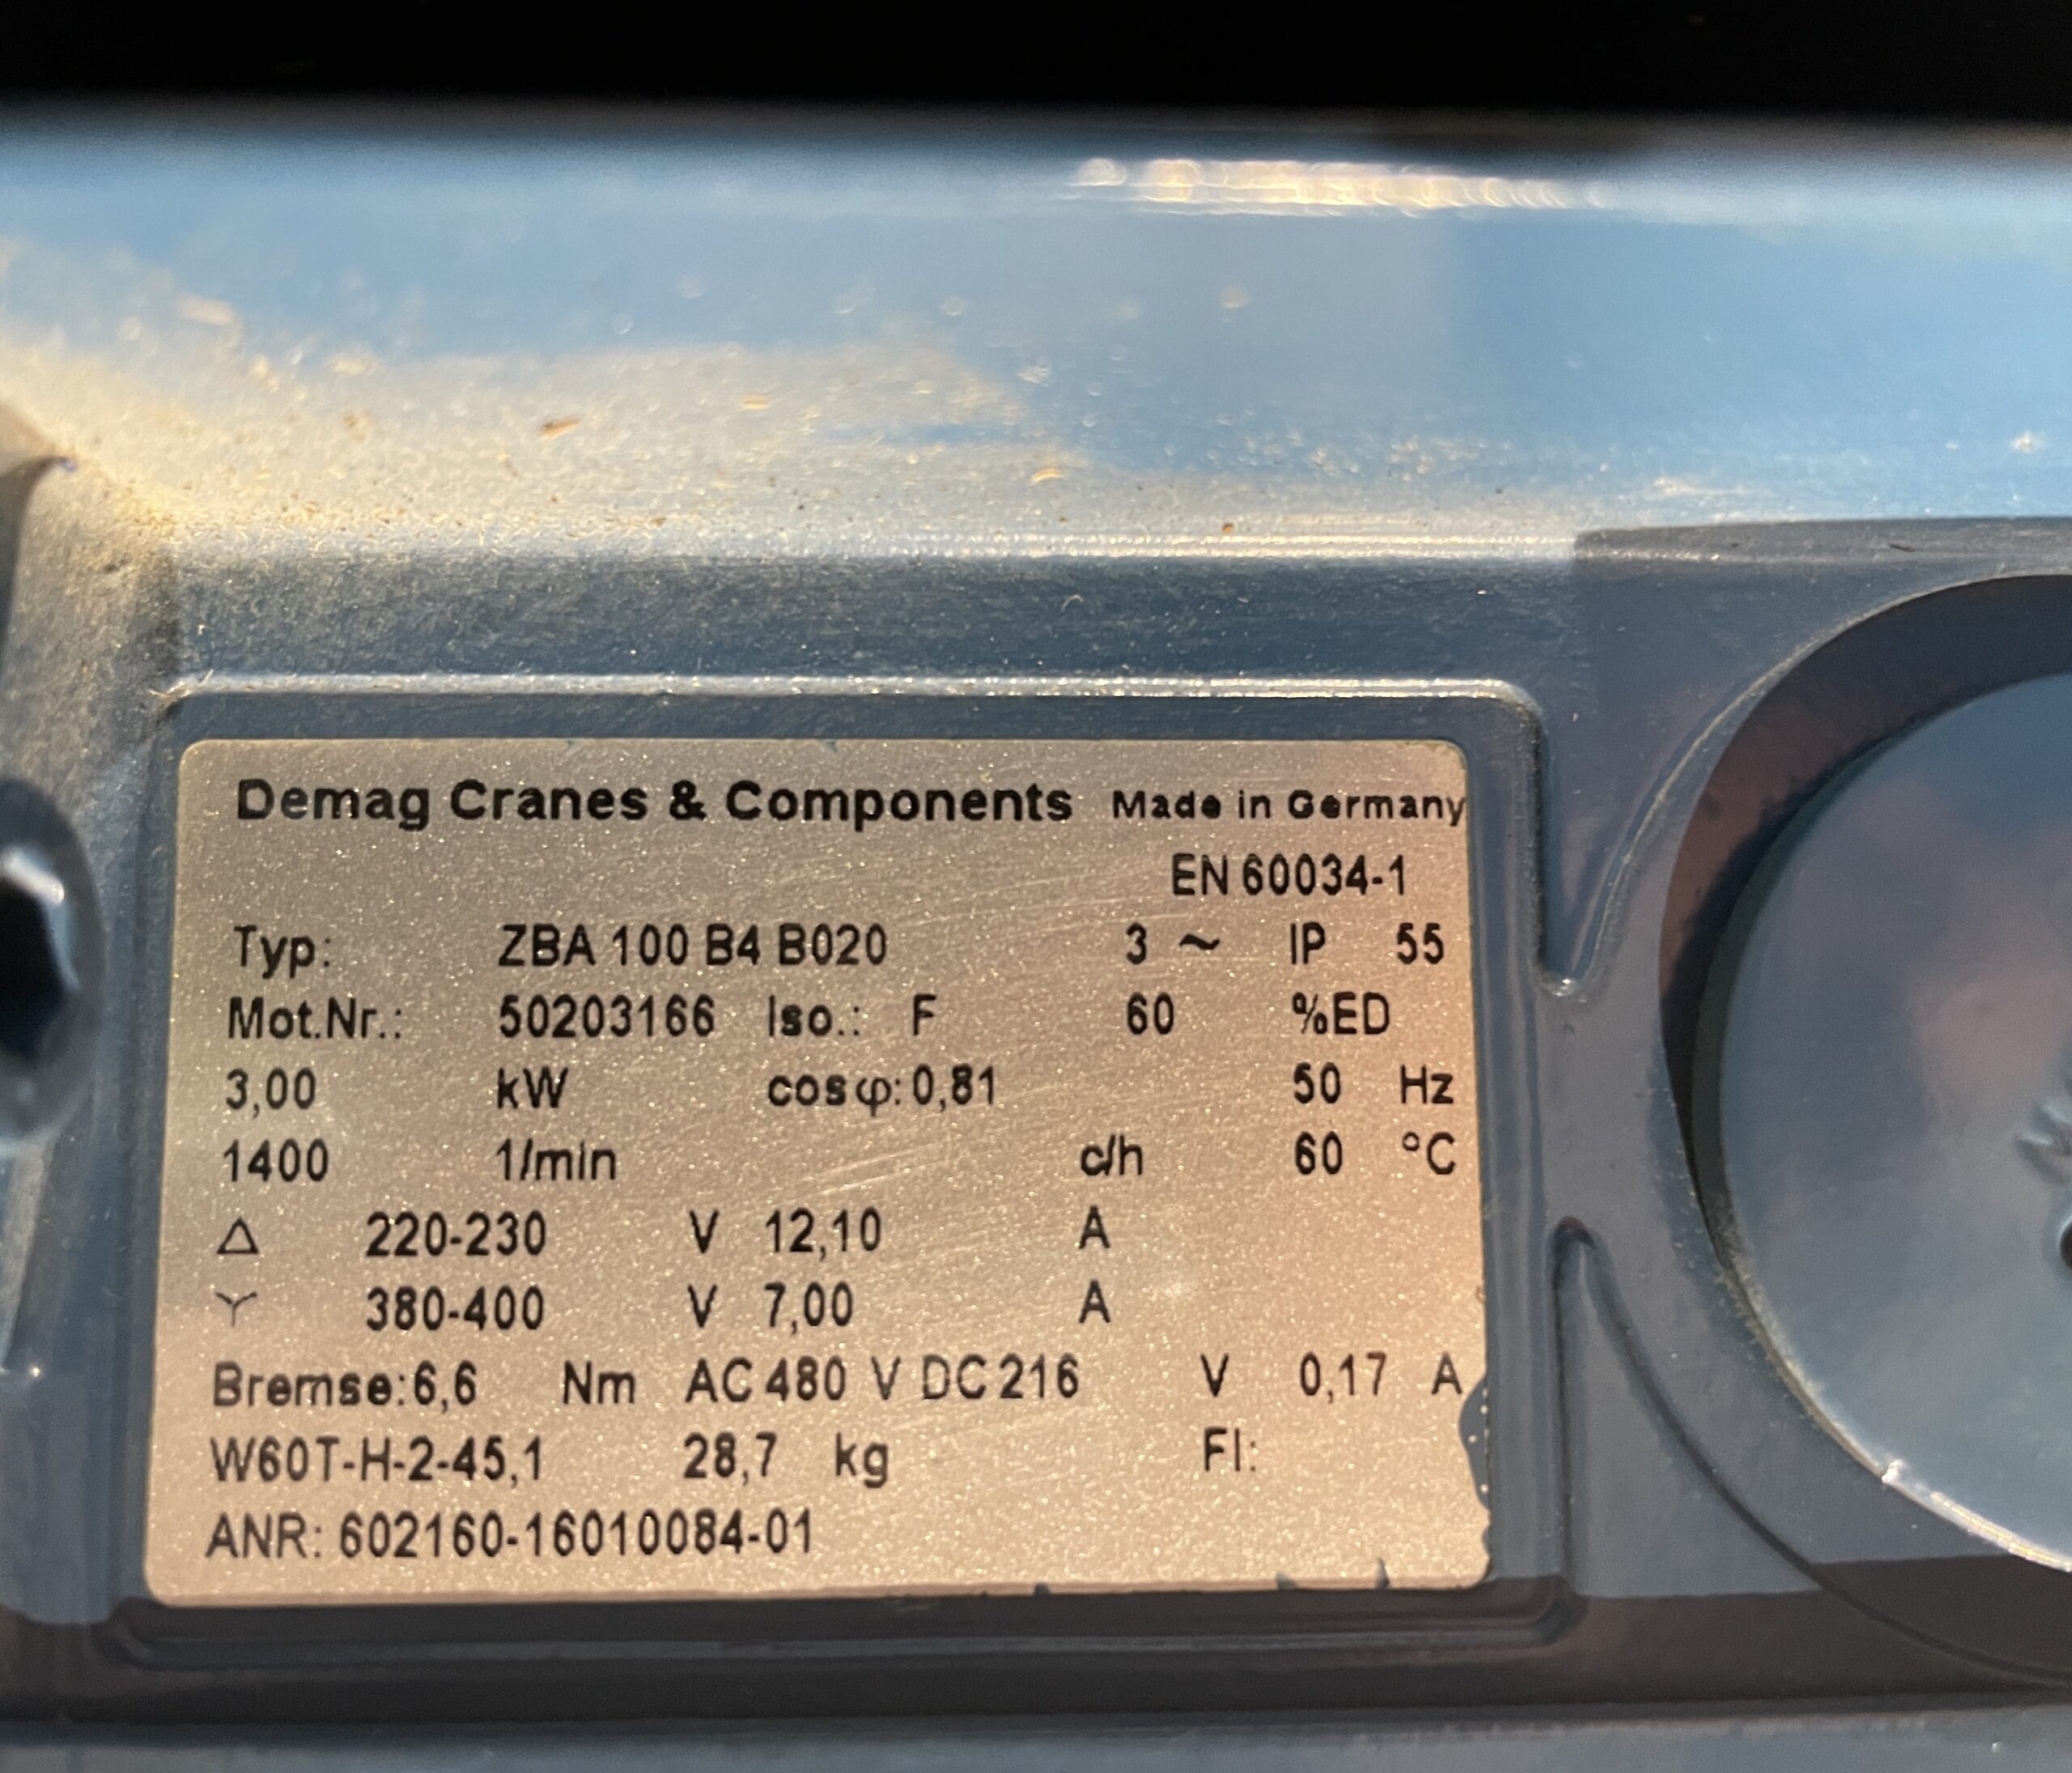 Demag Cranes & Components Made in Germany
EN 60034-1
Typ: ZBA 100 B4 B020 3 ~ IP 55
Mot.Nr.: 50203166 Iso.: F 60 %ED
3,00 kW cosφ: 0,81 50 Hz
1400 1/min c/h 60 °C
△ 220-230 V 12,10 A
Y 380-400 V 7,00 A
Bremse: 6,6 Nm AC 480 V DC 216 V 0,17 A
W60T-H-2-45,1 28,7 kg FI:
ANR: 602160-16010084-01